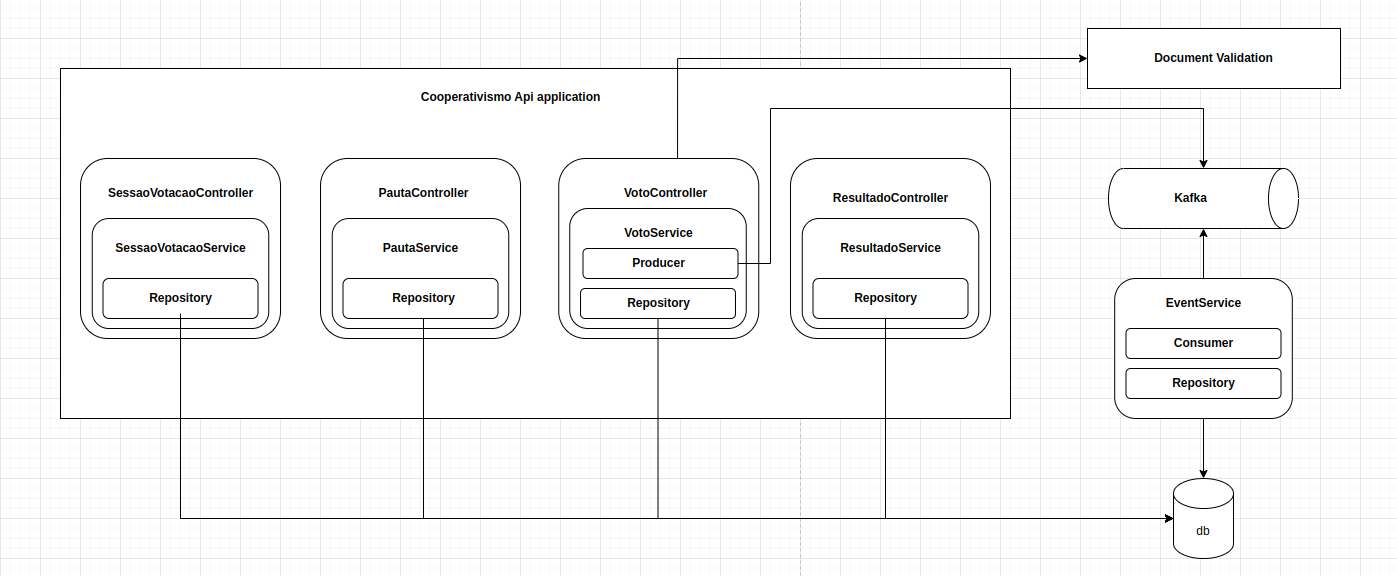 Document Validation
Cooperativismo Api application
SessaoVotacaoController
SessaoVotacaoService
Repository
PautaController
PautaService
Repository
VotoController
VotoService
Producer
Repository
ResultadoController
ResultadoService
Repository
Kafka
EventService
Consumer
Repository
db